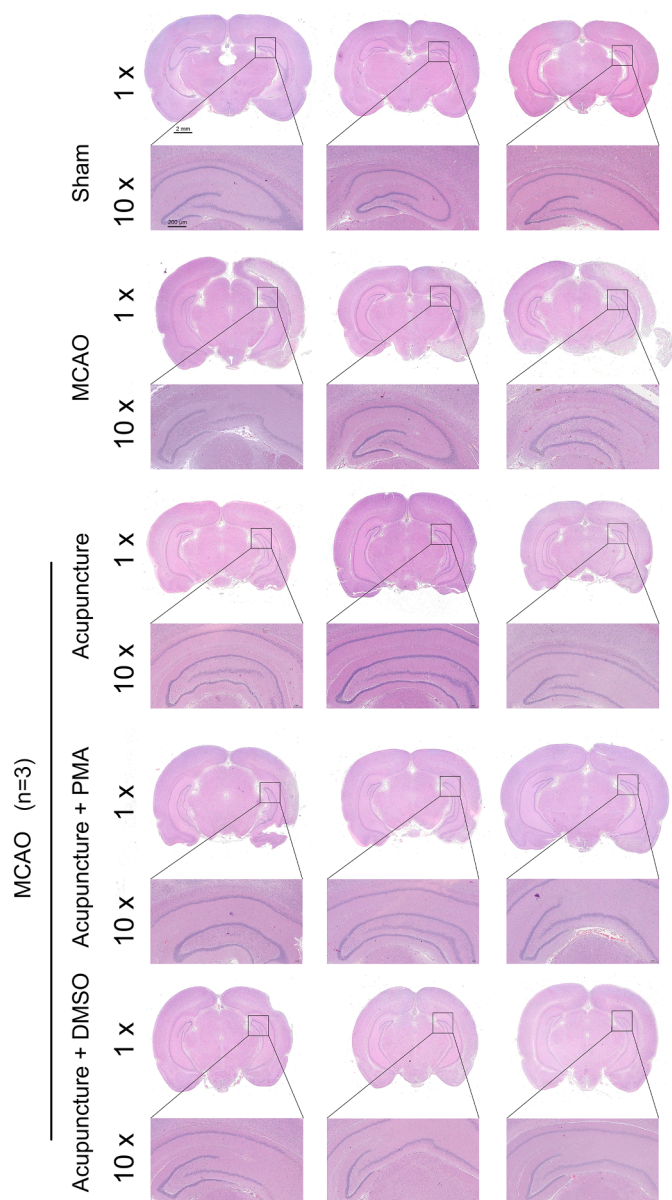 Sham
1 x
2 mm
10 x
200 μm
MCAO
1 x
10 x
MCAO (n=3)
Acupuncture
1 x
10 x
Acupuncture + PMA
1 x
10 x
Acupuncture + DMSO
1 x
10 x